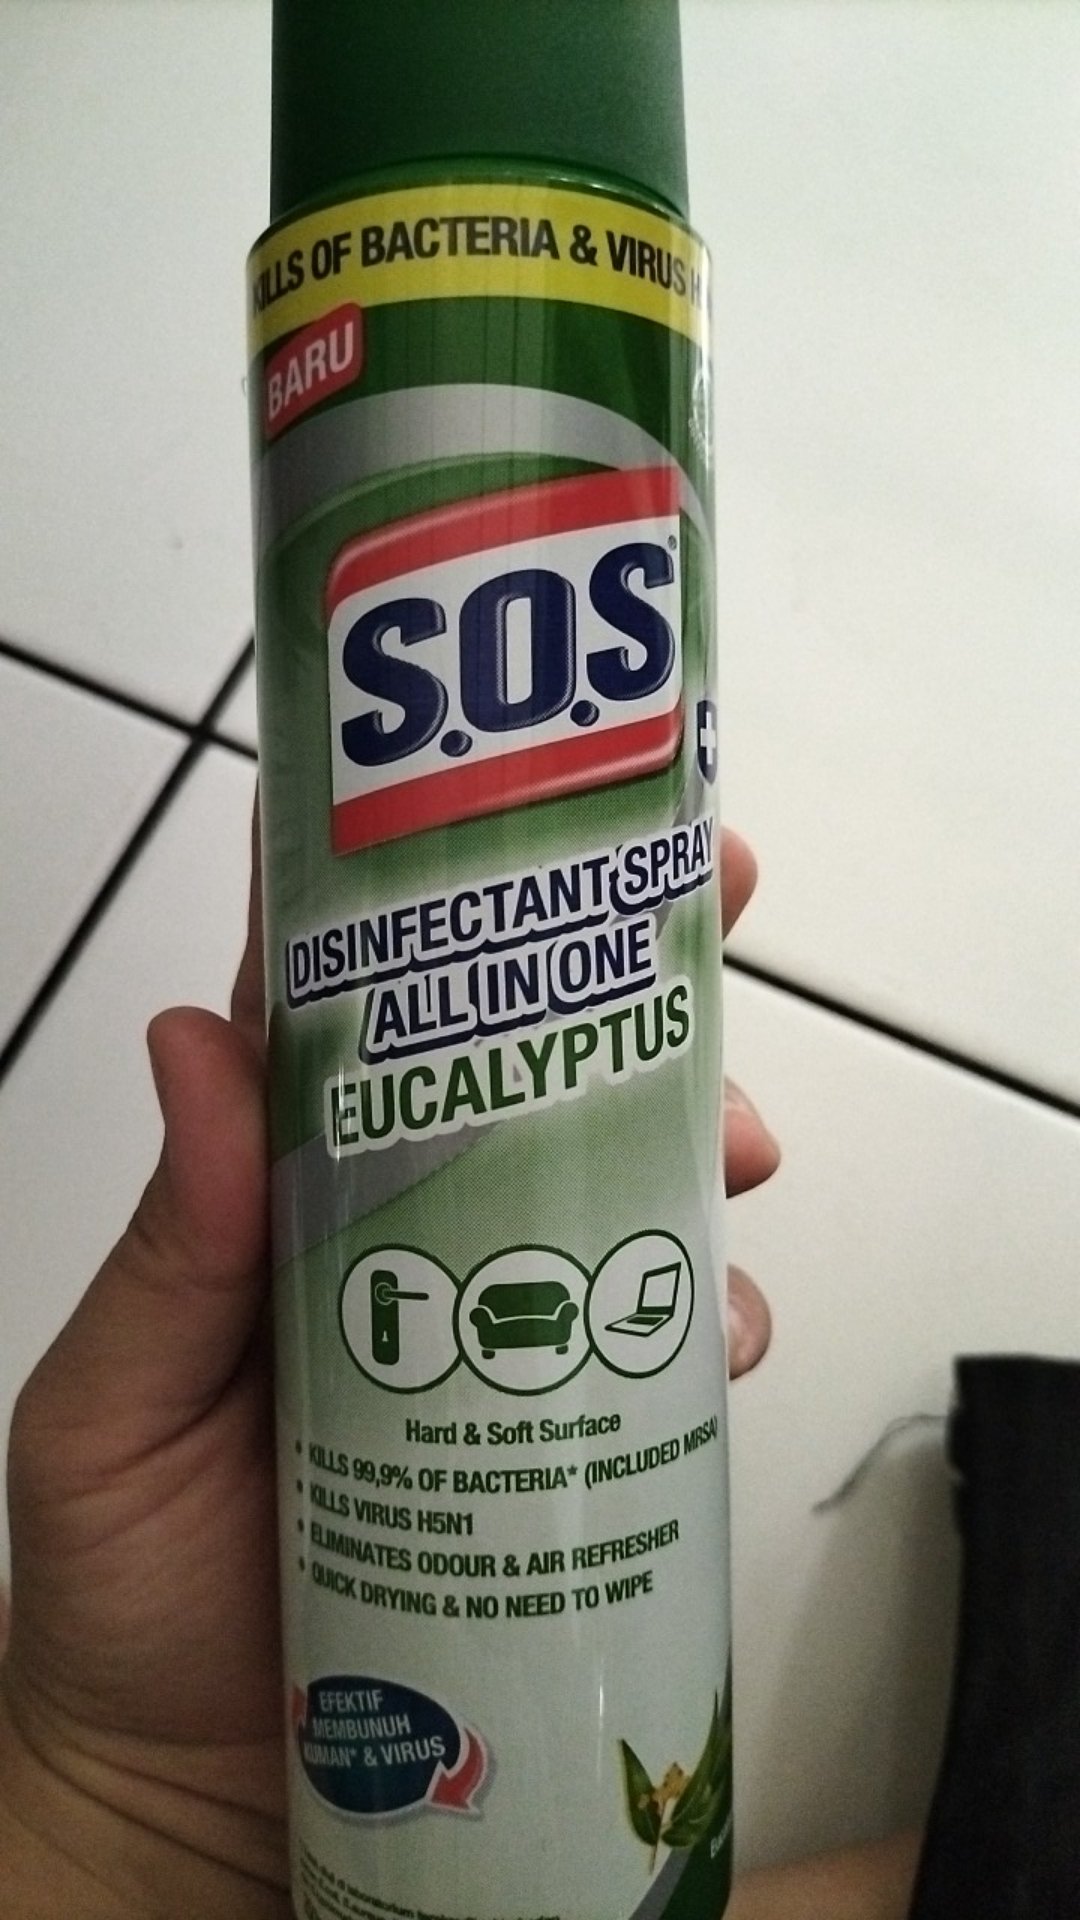 KILLS OF BACTERIA & VIRUS
BARU
S.O.S
DISINFECTANT SPRAY
ALL IN ONE
EUCALYPTUS
Hard & Soft Surface
• KILLS 99,9% OF BACTERIA* (INCLUDED MRSA)
• KILLS VIRUS H5N1
• ELIMINATES ODOUR & AIR REFRESHER
• QUICK DRYING & NO NEED TO WIPE
EFEKTIF
MEMBUNUH
KUMAN* & VIRUS